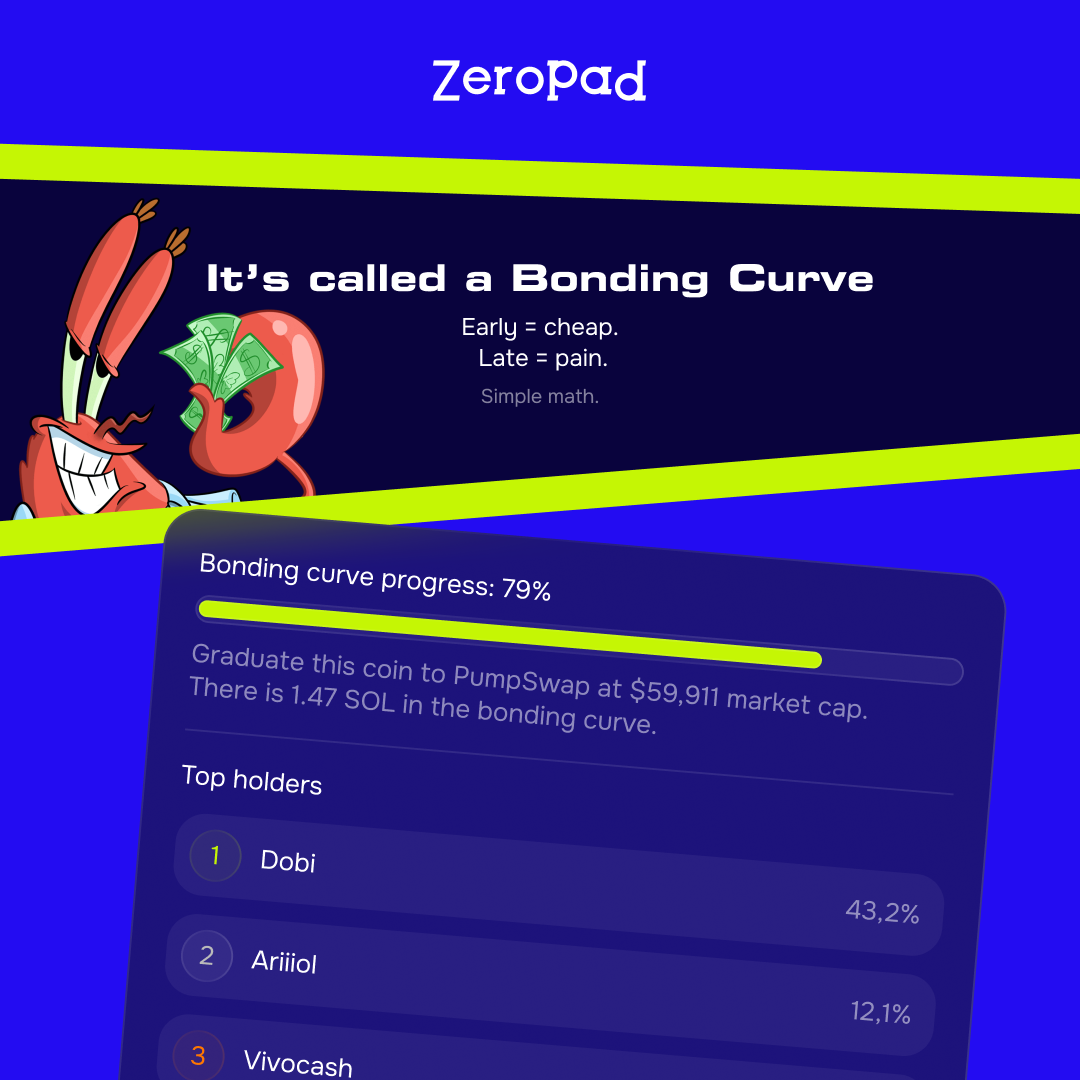 Zeropad
It's called a Bonding Curve
Early = cheap.
Late = pain.
Simple math.
Bonding curve progress: 79%
Graduate this coin to PumpSwap at $59,911 market cap.
There is 1.47 SOL in the bonding curve.
Top holders
1 Dobi 43,2%
2 Ariiiol 12,1%
3 Vivocash